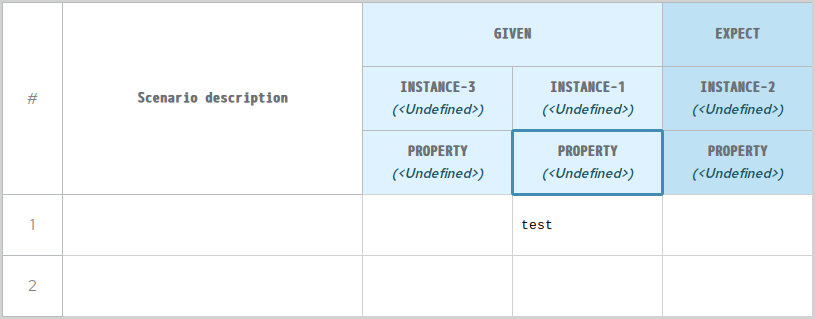 GIVEN EXPECT
# Scenario description
INSTANCE-3 INSTANCE-1 INSTANCE-2
(<Undefined>) (<Undefined>) (<Undefined>)
PROPERTY PROPERTY PROPERTY
(<Undefined>) (<Undefined>) (<Undefined>)
1 test
2